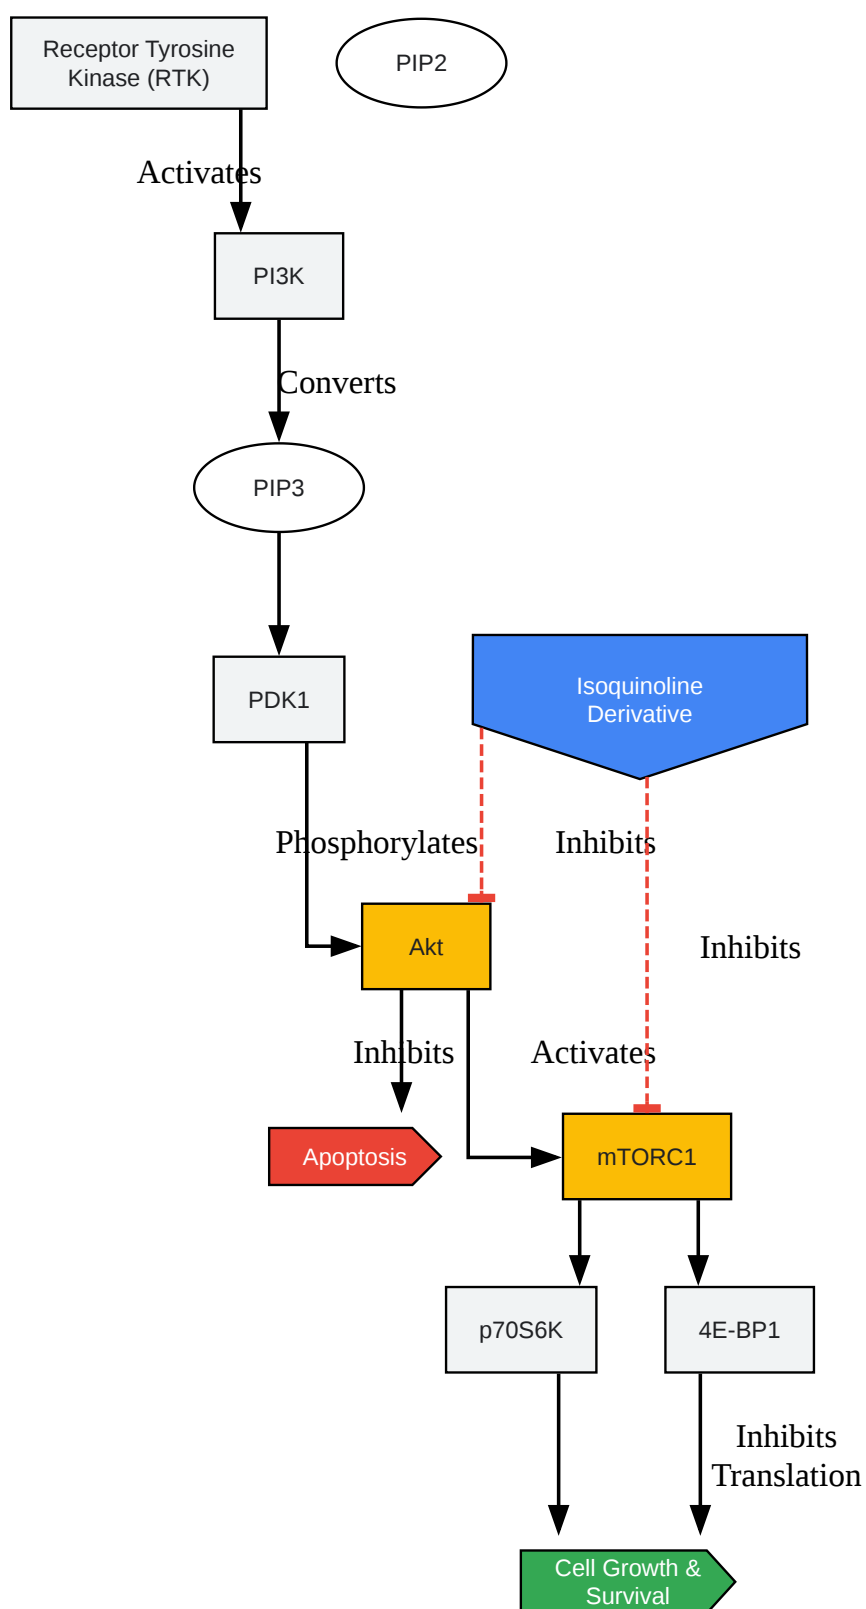 Receptor Tyrosine
Kinase (RTK)
PIP2
Activates
PI3K
Converts
PIP3
PDK1
Isoquinoline
Derivative
Phosphorylates
Inhibits
Akt
Inhibits
Inhibits
Activates
Apoptosis
mTORC1
p70S6K
4E-BP1
Inhibits
Translation
Cell Growth &
Survival